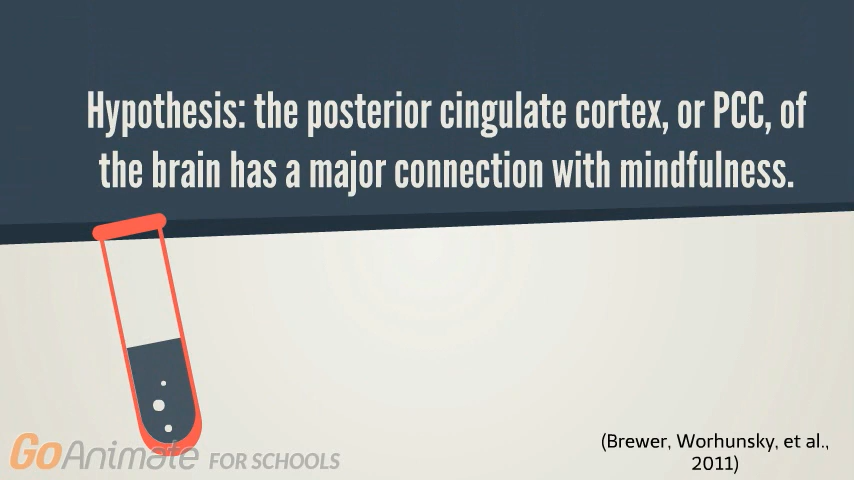 Hypothesis: the posterior cingulate cortex, or PCC, of
the brain has a major connection with mindfulness.
(Brewer, Worhunsky, et al.,
2011)
GoAnimate FOR SCHOOLS